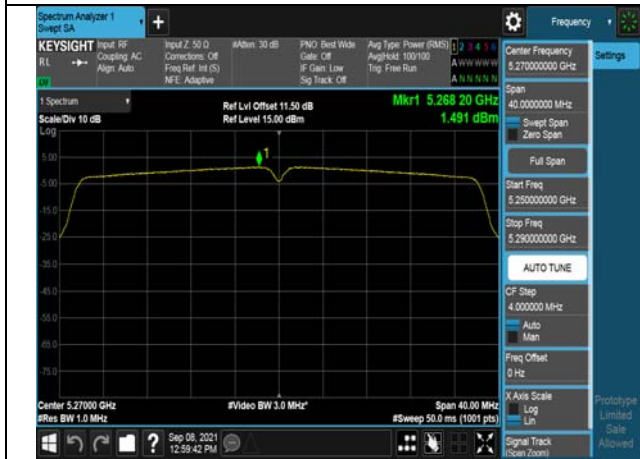 Spectrum Analyzer 1
Swept SA
+
Frequency
KEYSIGHT Input: RF Input Z: 50 Ω #Atten: 30 dB PNO: Best Wide Avg Type: Power (RMS) 1 2 3 4 5 6
RL Coupling: AC Corrections: Off Gate: Off Avg|Hold: 100/100 A W W W W W
Align: Auto Freq Ref: Int (S) IF Gain: Low Trig: Free Run
NFE: Adaptive Sig Track: Off A N N N N N
1 Spectrum
Ref Lvl Offset 11.50 dB
Mkr1 5.268 20 GHz
Scale/Div 10 dB
Ref Level 15.00 dBm
1.491 dBm
Log
1
5.00
-5.00
-15.0
-25.0
-35.0
-45.0
-55.0
-65.0
-75.0
Center 5.27000 GHz
#Video BW 3.0 MHz*
Span 40.00 MHz
#Res BW 1.0 MHz
#Sweep 50.0 ms (1001 pts)
?
Sep 08, 2021
12:59:42 PM
Center Frequency
5.270000000 GHz
Settings
Span
40.0000000 MHz
Swept Span
Zero Span
Full Span
Start Freq
5.250000000 GHz
Stop Freq
5.290000000 GHz
AUTO TUNE
CF Step
4.000000 MHz
Auto
Man
Freq Offset
0 Hz
X Axis Scale
Log
Lin
Signal Track
(Span Zoom)
Prototype
Limited
Sale
Allowed